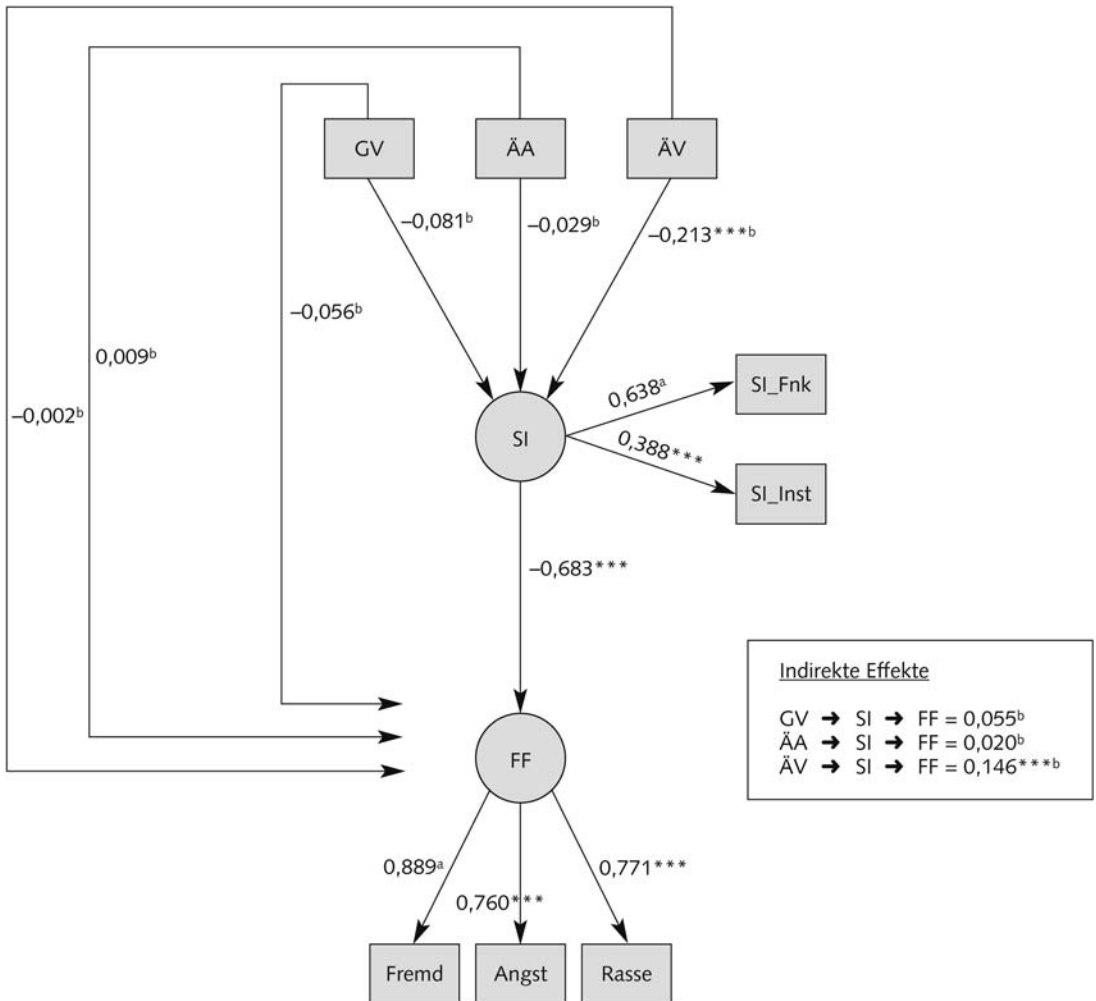 GV
ÄA
ÄV
–0,081ᵇ
–0,029ᵇ
–0,213***ᵇ
–0,056ᵇ
0,009ᵇ
–0,002ᵇ
SI
0,638ᵃ
SI_Fnk
0,388***
SI_Inst
–0,683***
Indirekte Effekte
GV ➔ SI ➔ FF = 0,055ᵇ
ÄA ➔ SI ➔ FF = 0,020ᵇ
ÄV ➔ SI ➔ FF = 0,146***ᵇ
FF
0,889ᵃ
0,760***
0,771***
Fremd
Angst
Rasse